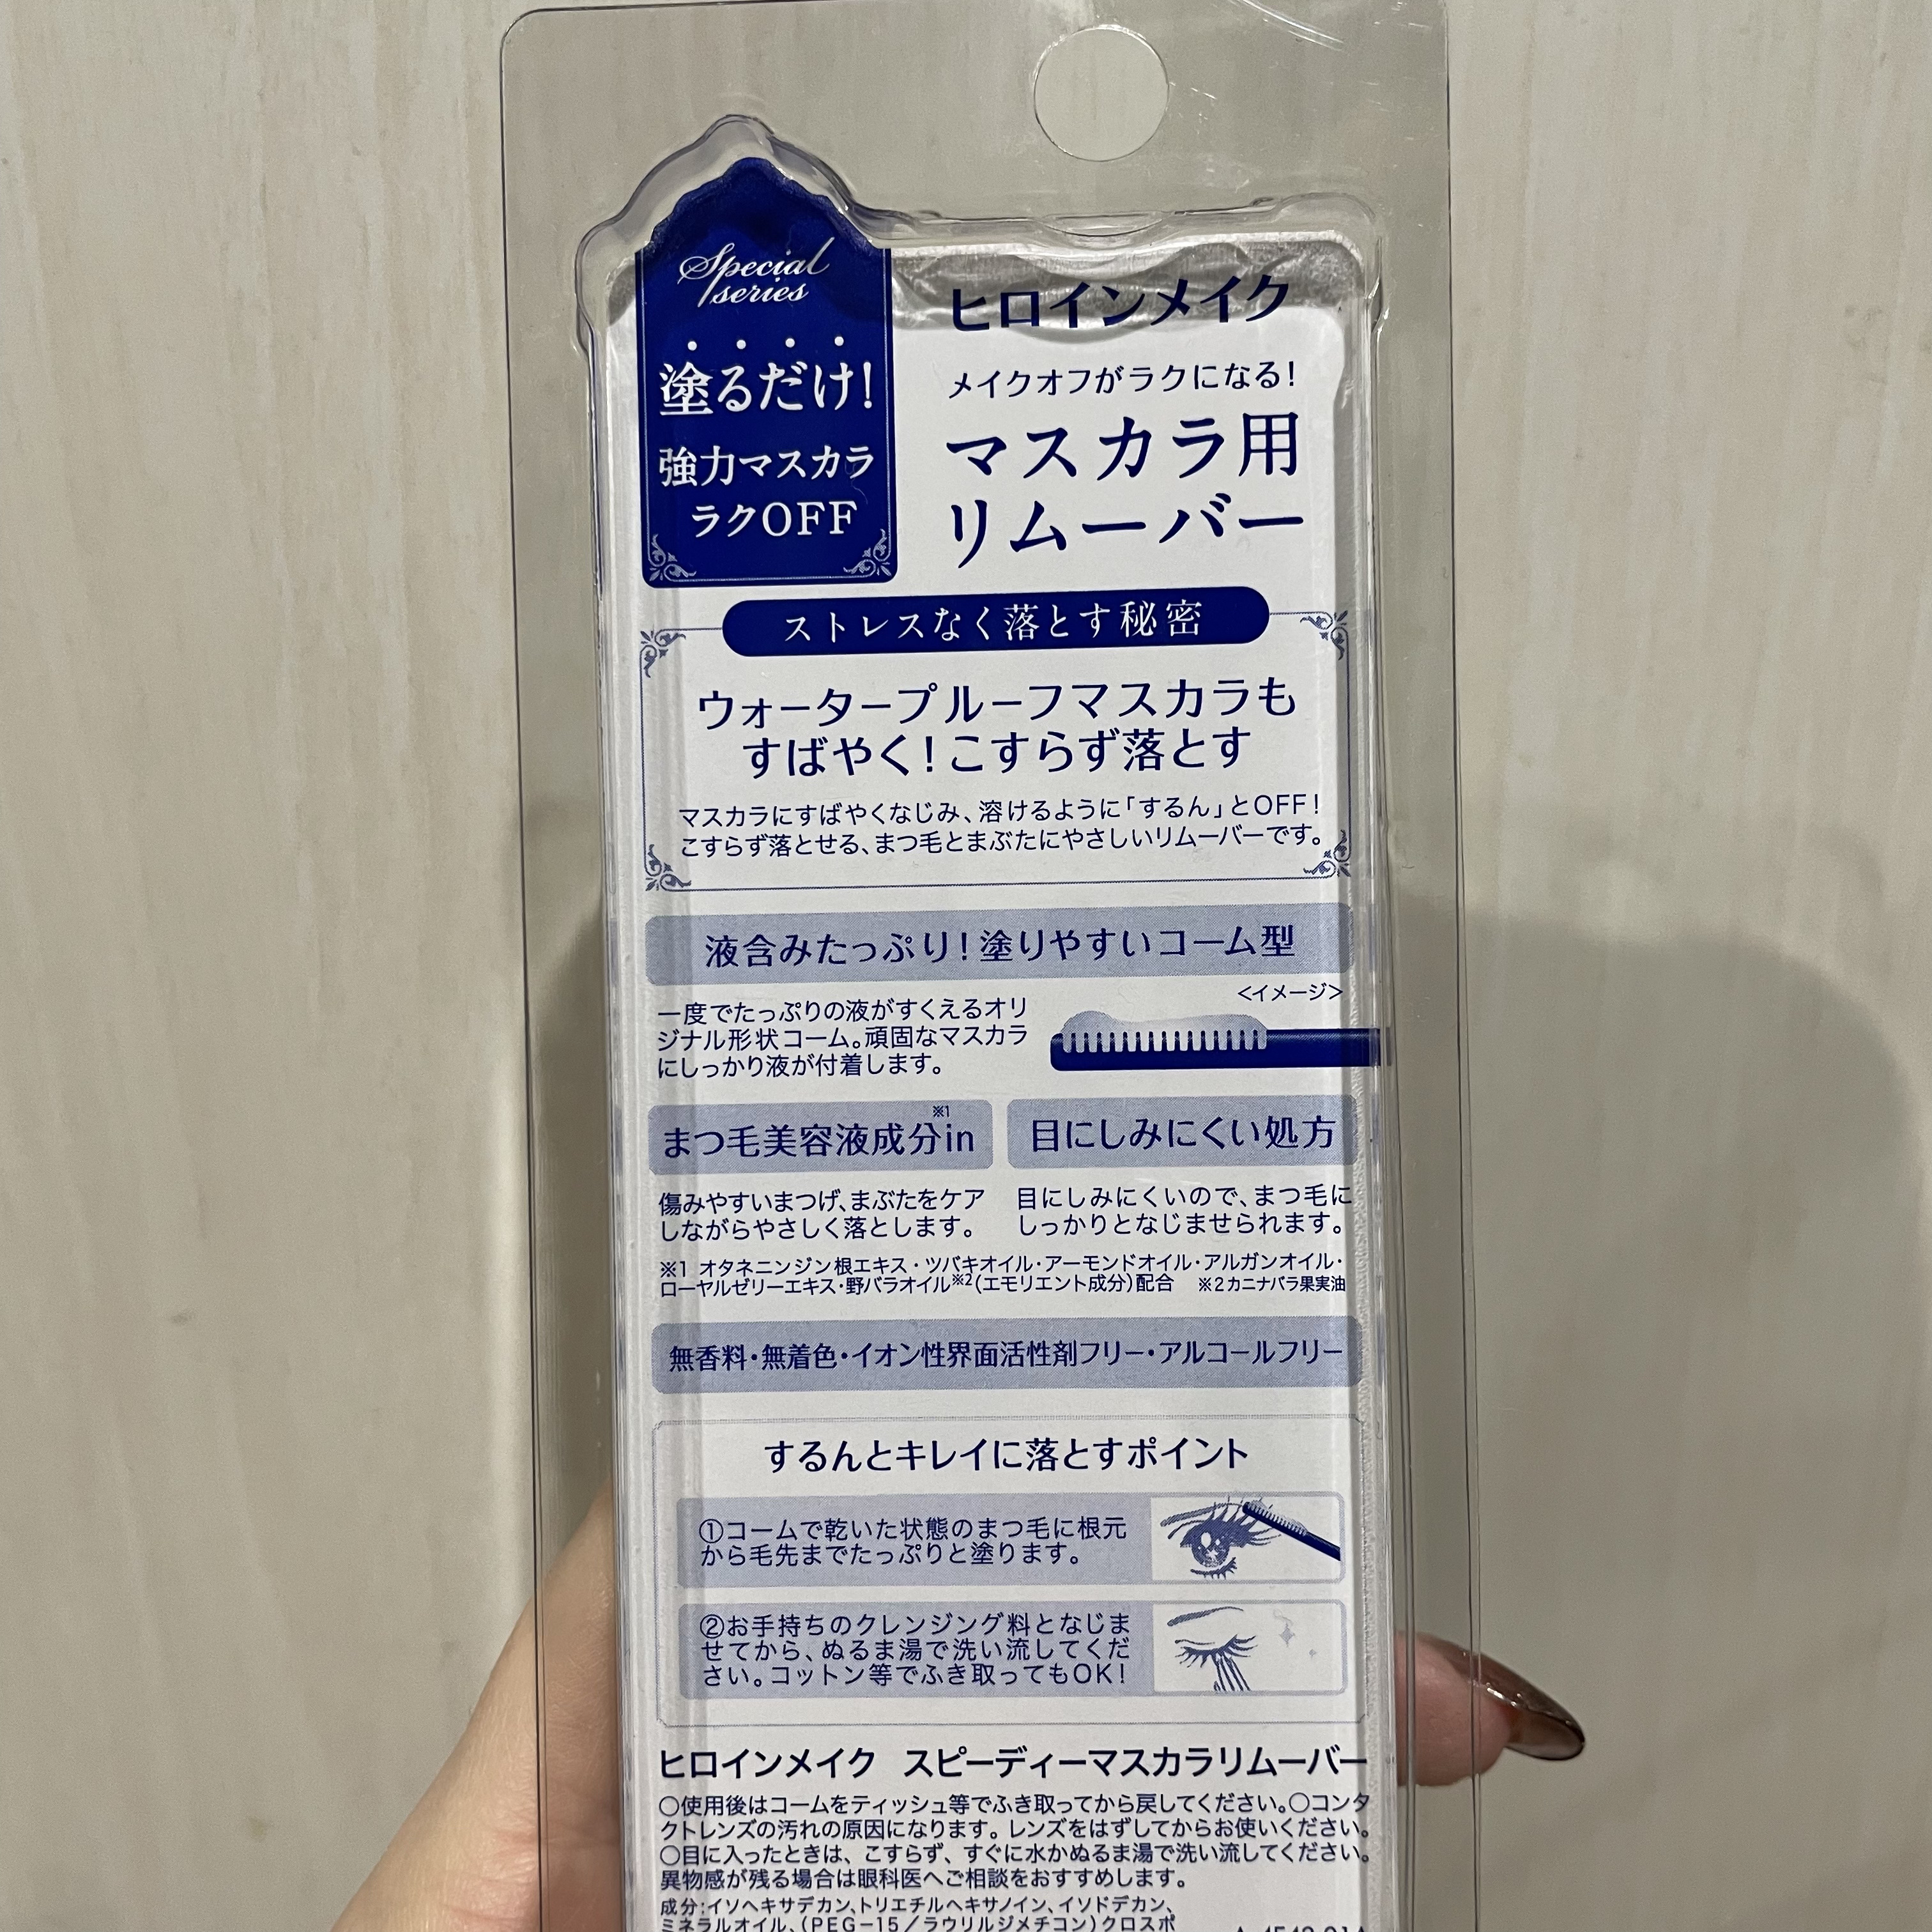 Special
series
塗るだけ!
強力マスカラ
ラクOFF
ヒロインメイク
メイクオフがラクになる!
マスカラ用
リムーバー
ストレスなく落とす秘密
ウォータープルーフマスカラも
すばやく!こすらず落とす
マスカラにすばやくなじみ、溶けるように「するん」とOFF!
こすらず落とせる、まつ毛とまぶたにやさしいリムーバーです。
液含みたっぷり!塗りやすいコーム型
<イメージ>
一度でたっぷりの液がすくえるオリ
ジナル形状コーム。頑固なマスカラ
にしっかり液が付着します。
まつ毛美容液成分in※1
傷みやすいまつげ、まぶたをケア
しながらやさしく落とします。
目にしみにくい処方
目にしみにくいので、まつ毛に
しっかりとなじませられます。
※1 オタネニンジン根エキス・ツバキオイル・アーモンドオイル・アルガンオイル・
ローヤルゼリーエキス・野バラオイル※2(エモリエント成分)配合 ※2カニナバラ果実油
無香料・無着色・イオン性界面活性剤フリー・アルコールフリー
するんとキレイに落とすポイント
①コームで乾いた状態のまつ毛に根元
から毛先までたっぷりと塗ります。
②お手持ちのクレンジング料となじま
せてから、ぬるま湯で洗い流してくだ
さい。コットン等でふき取ってもOK!
ヒロインメイク スピーディーマスカラリムーバー
○使用後はコームをティッシュ等でふき取ってから戻してください。○コンタ
クトレンズの汚れの原因になります。レンズをはずしてからお使いください。
○目に入ったときは、こすらず、すぐに水かぬるま湯で洗い流してください。
異物感が残る場合は眼科医へご相談をおすすめします。
成分:イソヘキサデカン、トリエチルヘキサノイン、イソドデカン、
ミネラルオイル、(PEG-15/ラウリルジメチコン)クロスポ